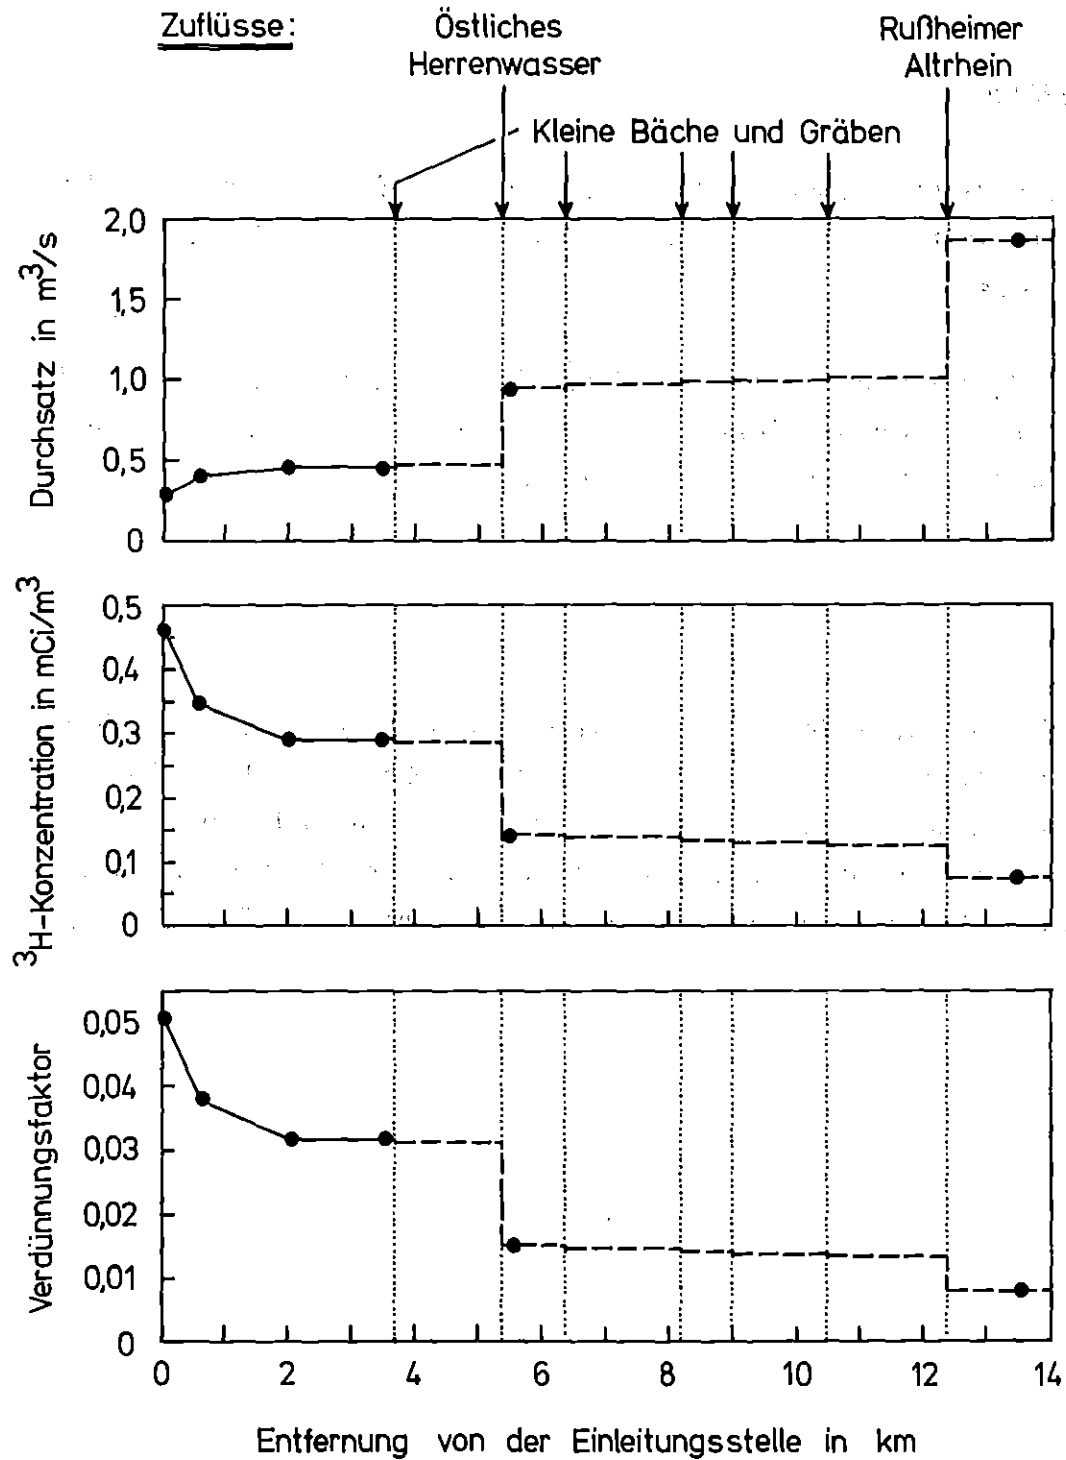 Zuflüsse:
Östliches
Herrenwasser
Rußheimer
Altrhein
Kleine Bäche und Gräben
Durchsatz in m³/s
2,0
1,5
1,0
0,5
0
³H-Konzentration in mCi/m³
0,5
0,4
0,3
0,2
0,1
0
Verdünnungsfaktor
0,05
0,04
0,03
0,02
0,01
0
0 2 4 6 8 10 12 14
Entfernung von der Einleitungsstelle in km